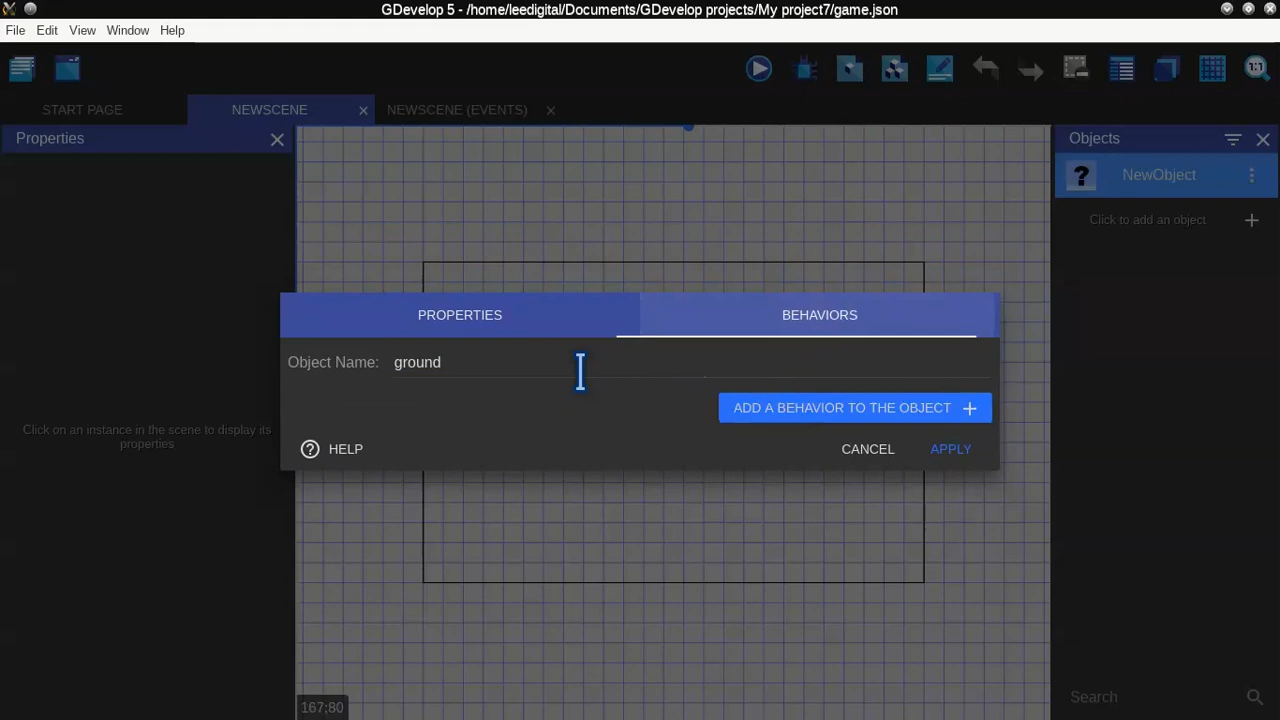 GDevelop 5 - /home/leedigital/Documents/GDevelop projects/My project7/game.json
File Edit View Window Help
1:1
START PAGE NEWSCENE NEWSCENE (EVENTS)
Properties
Objects
? NewObject
Click to add an object
PROPERTIES BEHAVIORS
Object Name: ground
ADD A BEHAVIOR TO THE OBJECT
? HELP CANCEL APPLY
Click on an instance in the scene to display its
properties
167;80
Search